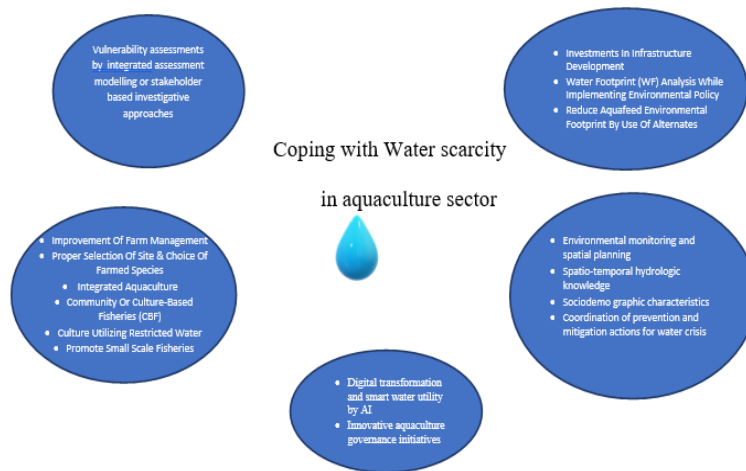 Vulnerability assessments
by integrated assessment
modelling or stakeholder
based investigative
approaches
• Investments In Infrastructure
Development
• Water Footprint (WF) Analysis While
Implementing Environmental Policy
• Reduce Aquafeed Environmental
Footprint By Use Of Alternates
Coping with Water scarcity
in aquaculture sector
• Improvement Of Farm Management
• Proper Selection Of Site & Choice Of
Farmed Species
• Integrated Aquaculture
• Community Or Culture-Based
Fisheries (CBF)
• Culture Utilizing Restricted Water
• Promote Small Scale Fisheries
• Environmental monitoring and
spatial planning
• Spatio-temporal hydrologic
knowledge
• Sociodemo graphic characteristics
• Coordination of prevention and
mitigation actions for water crisis
• Digital transformation
and smart water utility
by AI
• Innovative aquaculture
governance initiatives